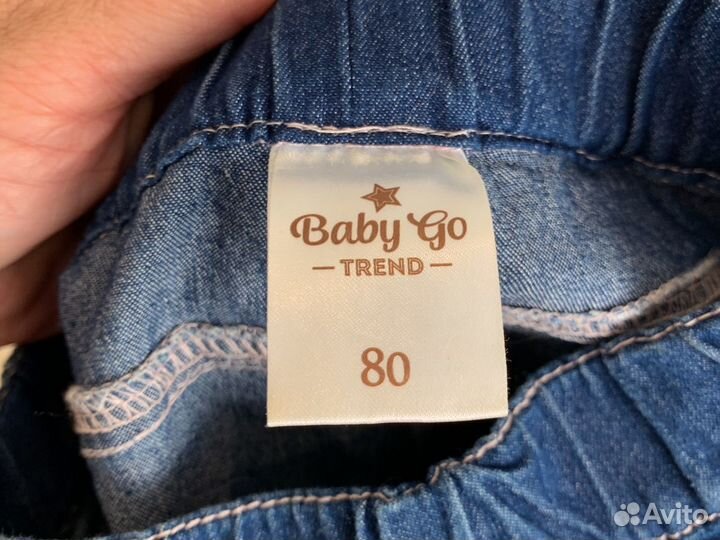 Baby Go
— TREND —
80
Avito